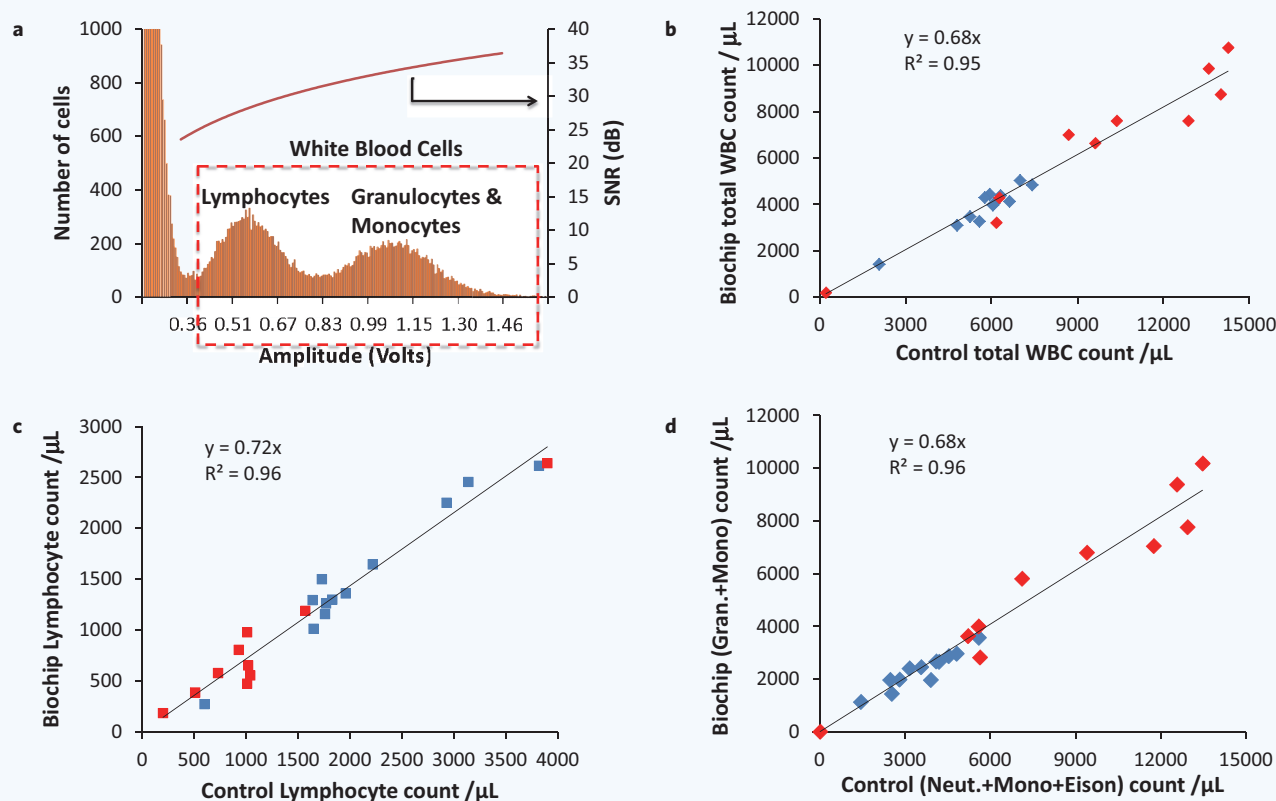 a
1000
800
600
400
200
0
Number of cells
40
35
30
25
20
15
10
5
0
SNR (dB)
White Blood Cells
Lymphocytes
Granulocytes &
Monocytes
0.36 0.51 0.67 0.83 0.99 1.15 1.30 1.46
Amplitude (Volts)
b
12000
10000
8000
6000
4000
2000
0
Biochip total WBC count / µL
y = 0.68x
R² = 0.95
0 3000 6000 9000 12000 15000
Control total WBC count /µL
c
3000
2500
2000
1500
1000
500
0
Biochip Lymphocyte count /µL
y = 0.72x
R² = 0.96
0 500 1000 1500 2000 2500 3000 3500 4000
Control Lymphocyte count /µL
d
12000
10000
8000
6000
4000
2000
0
Biochip (Gran.+Mono) count /µL
y = 0.68x
R² = 0.96
0 3000 6000 9000 12000 15000
Control (Neut.+Mono+Eison) count /µL